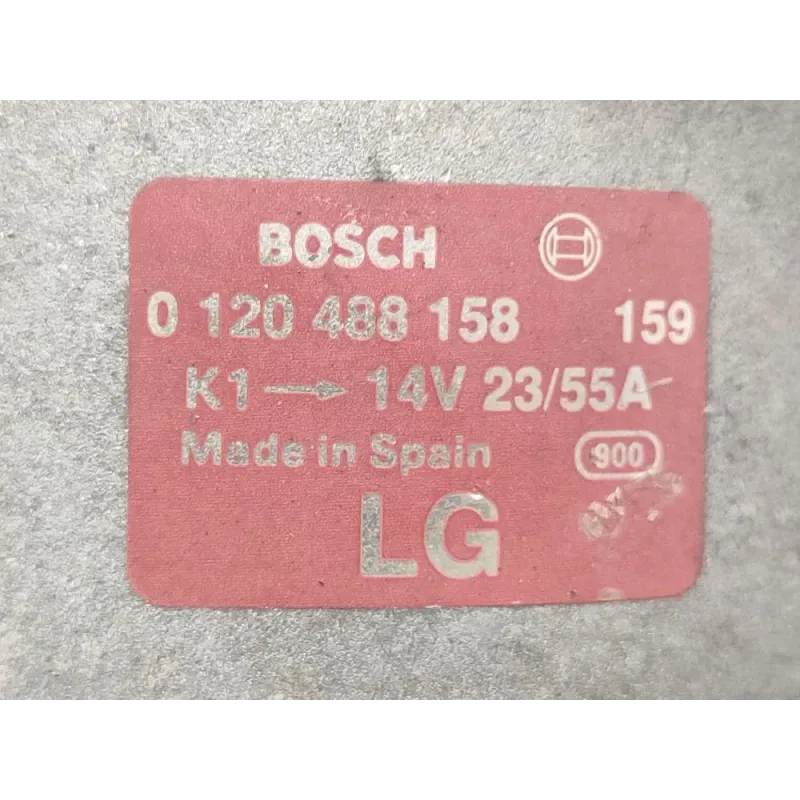 BOSCH
0 120 488 158 159
K1→ 14V 23/55A
Made in Spain 900
LG